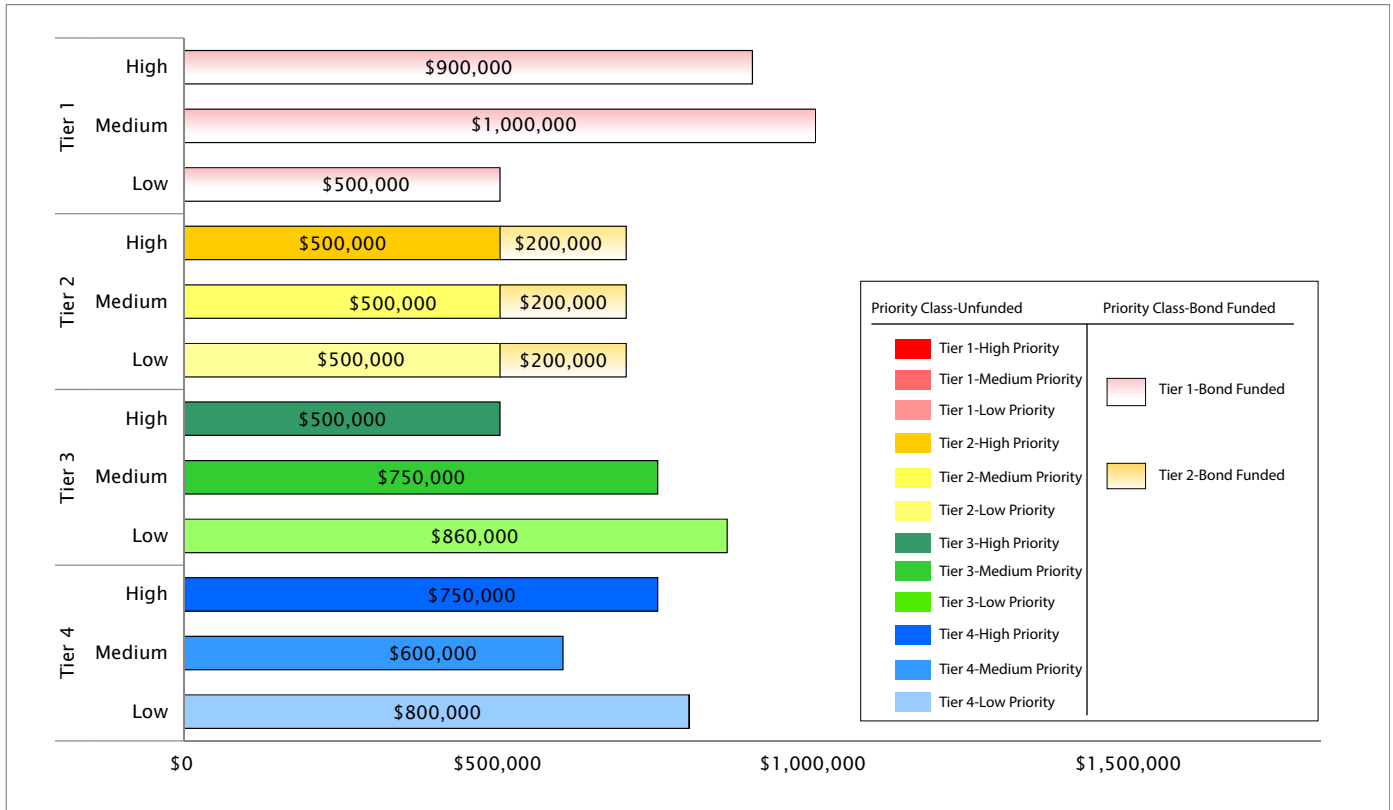 Tier 1
High
$900,000
Medium
$1,000,000
Low
$500,000
Tier 2
High
$500,000
$200,000
Medium
$500,000
$200,000
Low
$500,000
$200,000
Tier 3
High
$500,000
Medium
$750,000
Low
$860,000
Tier 4
High
$750,000
Medium
$600,000
Low
$800,000
$0
$500,000
$1,000,000
$1,500,000
Priority Class-Unfunded
Tier 1-High Priority
Tier 1-Medium Priority
Tier 1-Low Priority
Tier 2-High Priority
Tier 2-Medium Priority
Tier 2-Low Priority
Tier 3-High Priority
Tier 3-Medium Priority
Tier 3-Low Priority
Tier 4-High Priority
Tier 4-Medium Priority
Tier 4-Low Priority
Priority Class-Bond Funded
Tier 1-Bond Funded
Tier 2-Bond Funded